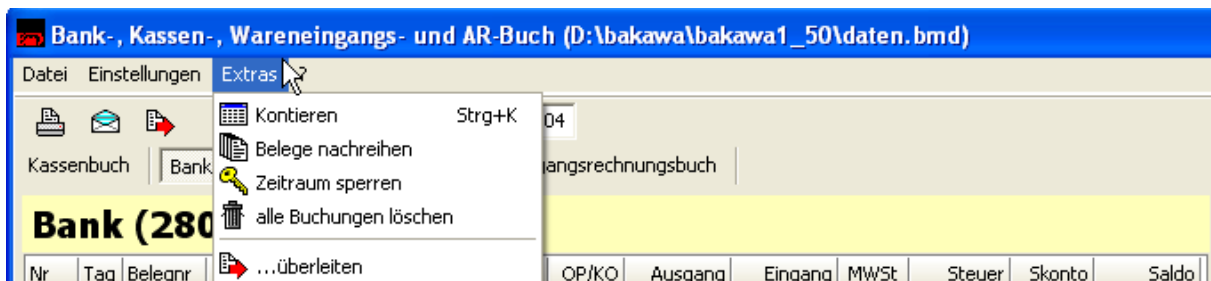 Bank-, Kassen-, Wareneingangs- und AR-Buch (D:\bakawa\bakawa1_50\daten.bmd)
Datei Einstellungen Extras ?
Kontieren Strg+K
04
Belege nachreihen
Kassenbuch Bank angsrechnungsbuch
Zeitraum sperren
alle Buchungen löschen
Bank (280
...überleiten
Nr Tag Belegnr OP/KO Ausgang Eingang MWSt Steuer Skonto Saldo